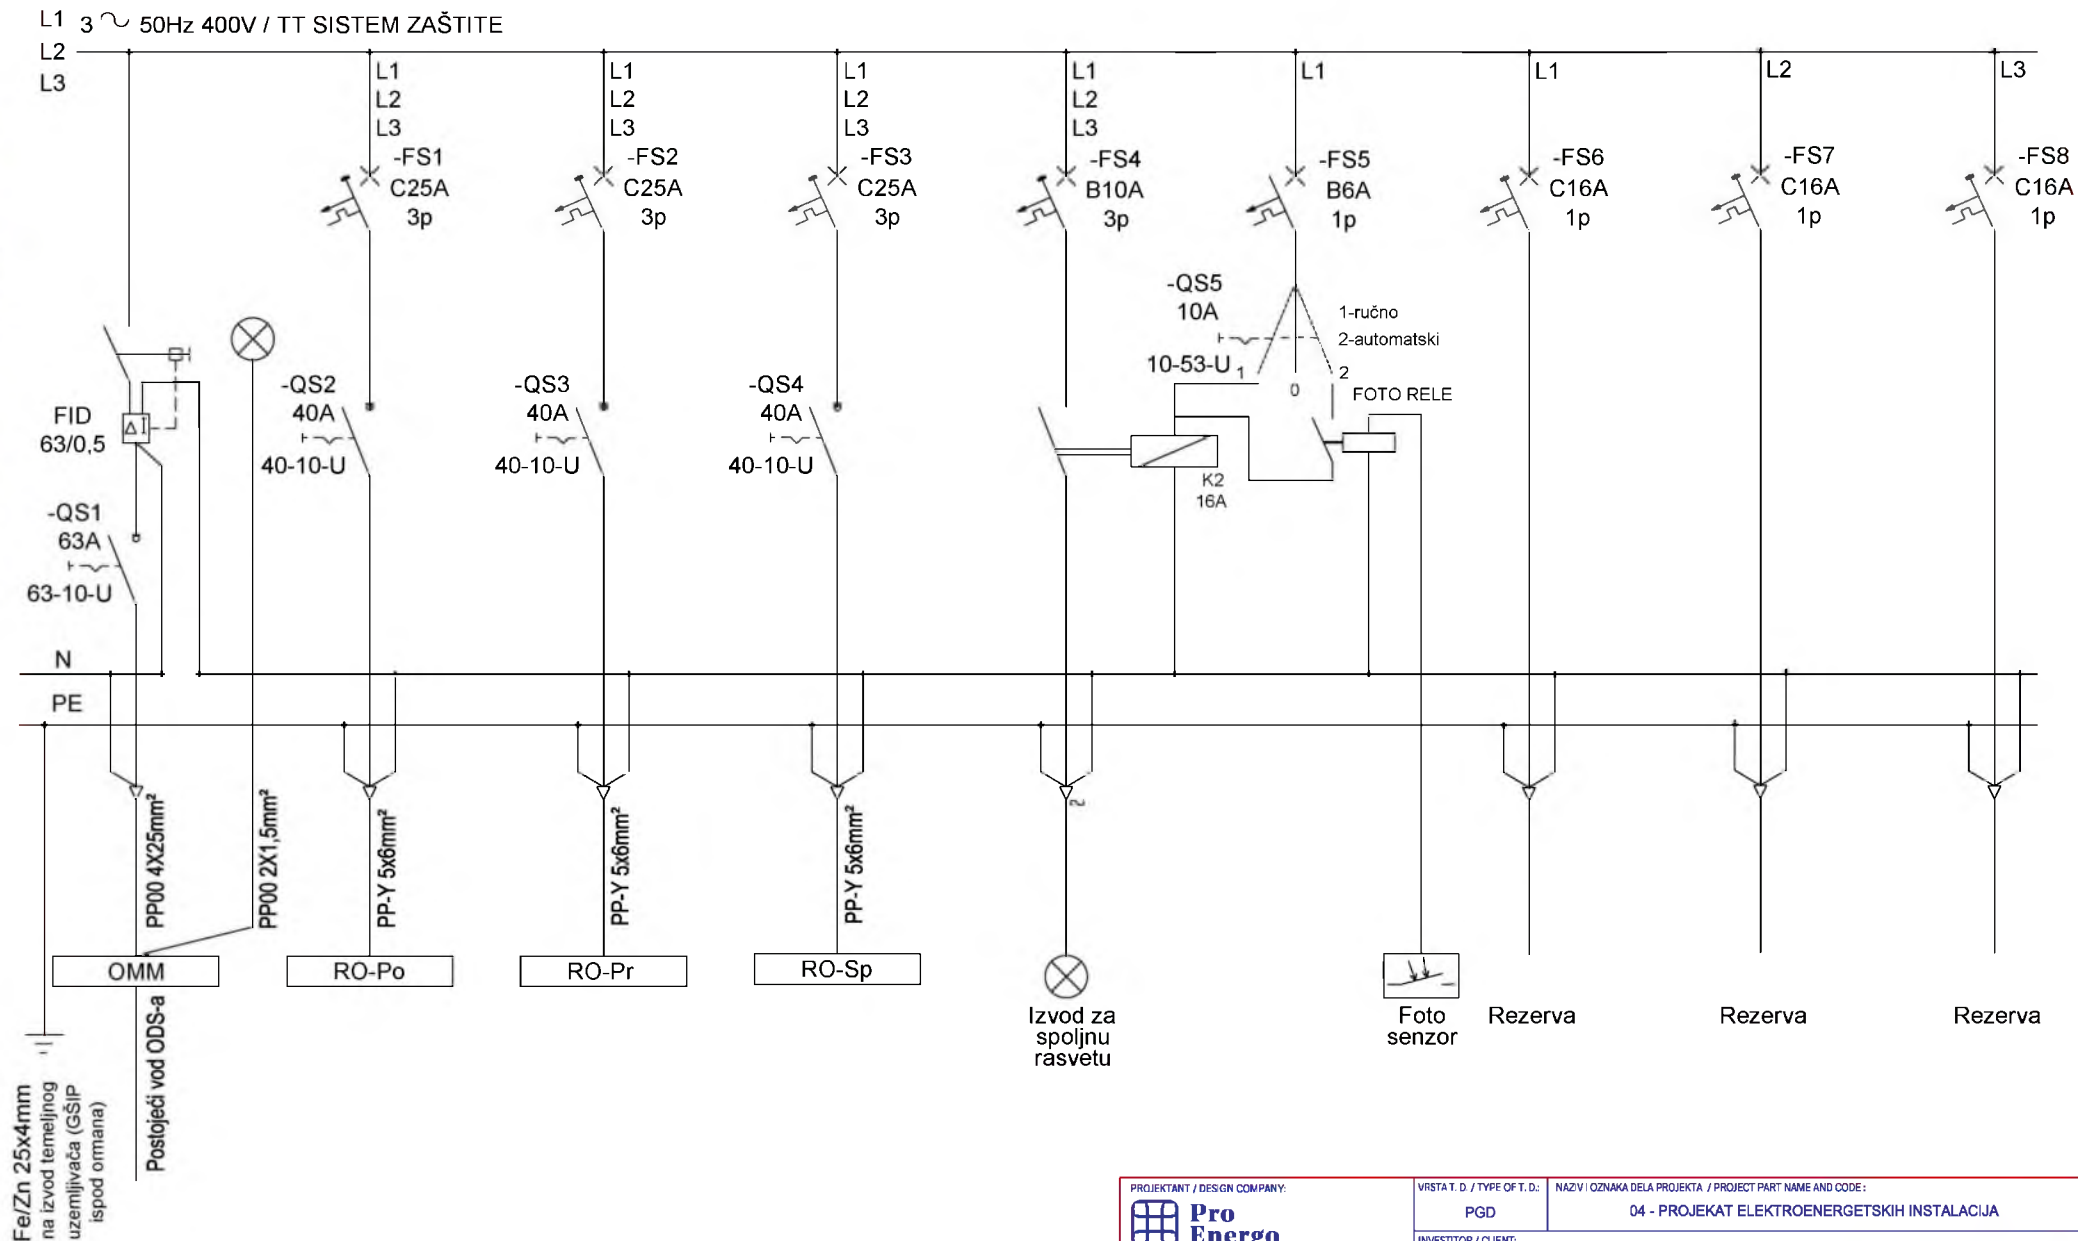 L1 3 50Hz 400V / TT SISTEM ZAŠTITE
L2
L3
L1
L2
L3
-FS1
C25A
3p
L1
L2
L3
-FS2
C25A
3p
L1
L2
L3
-FS3
C25A
3p
L1
L2
L3
-FS4
B10A
3p
L1
-FS5
B6A
1p
L1
-FS6
C16A
1p
L2
-FS7
C16A
1p
L3
-FS8
C16A
1p
FID
63/0,5
ΔI
-QS1
63A
63-10-U
-QS2
40A
40-10-U
-QS3
40A
40-10-U
-QS4
40A
40-10-U
-QS5
10A
10-53-U
1
0
2
1-ručno
2-automatski
FOTO RELE
K2
16A
N
PE
PP00 4X25mm²
PP00 2X1,5mm²
PP-Y 5x6mm²
PP-Y 5x6mm²
PP-Y 5x6mm²
2
OMM
RO-Po
RO-Pr
RO-Sp
Izvod za
spoljnu
rasvetu
Foto
senzor
Rezerva
Rezerva
Rezerva
Postojeći vod ODS-a
Fe/Zn 25x4mm
na izvod temeljnog
uzemljivača (GŠIP
ispod ormana)
PROJEKTANT / DESIGN COMPANY:
Pro
Energo
VRSTA T. D. / TYPE OF T. D.:
PGD
NAZIV I OZNAKA DELA PROJEKTA / PROJECT PART NAME AND CODE:
04 - PROJEKAT ELEKTROENERGETSKIH INSTALACIJA
INVESTITOR / CLIENT: